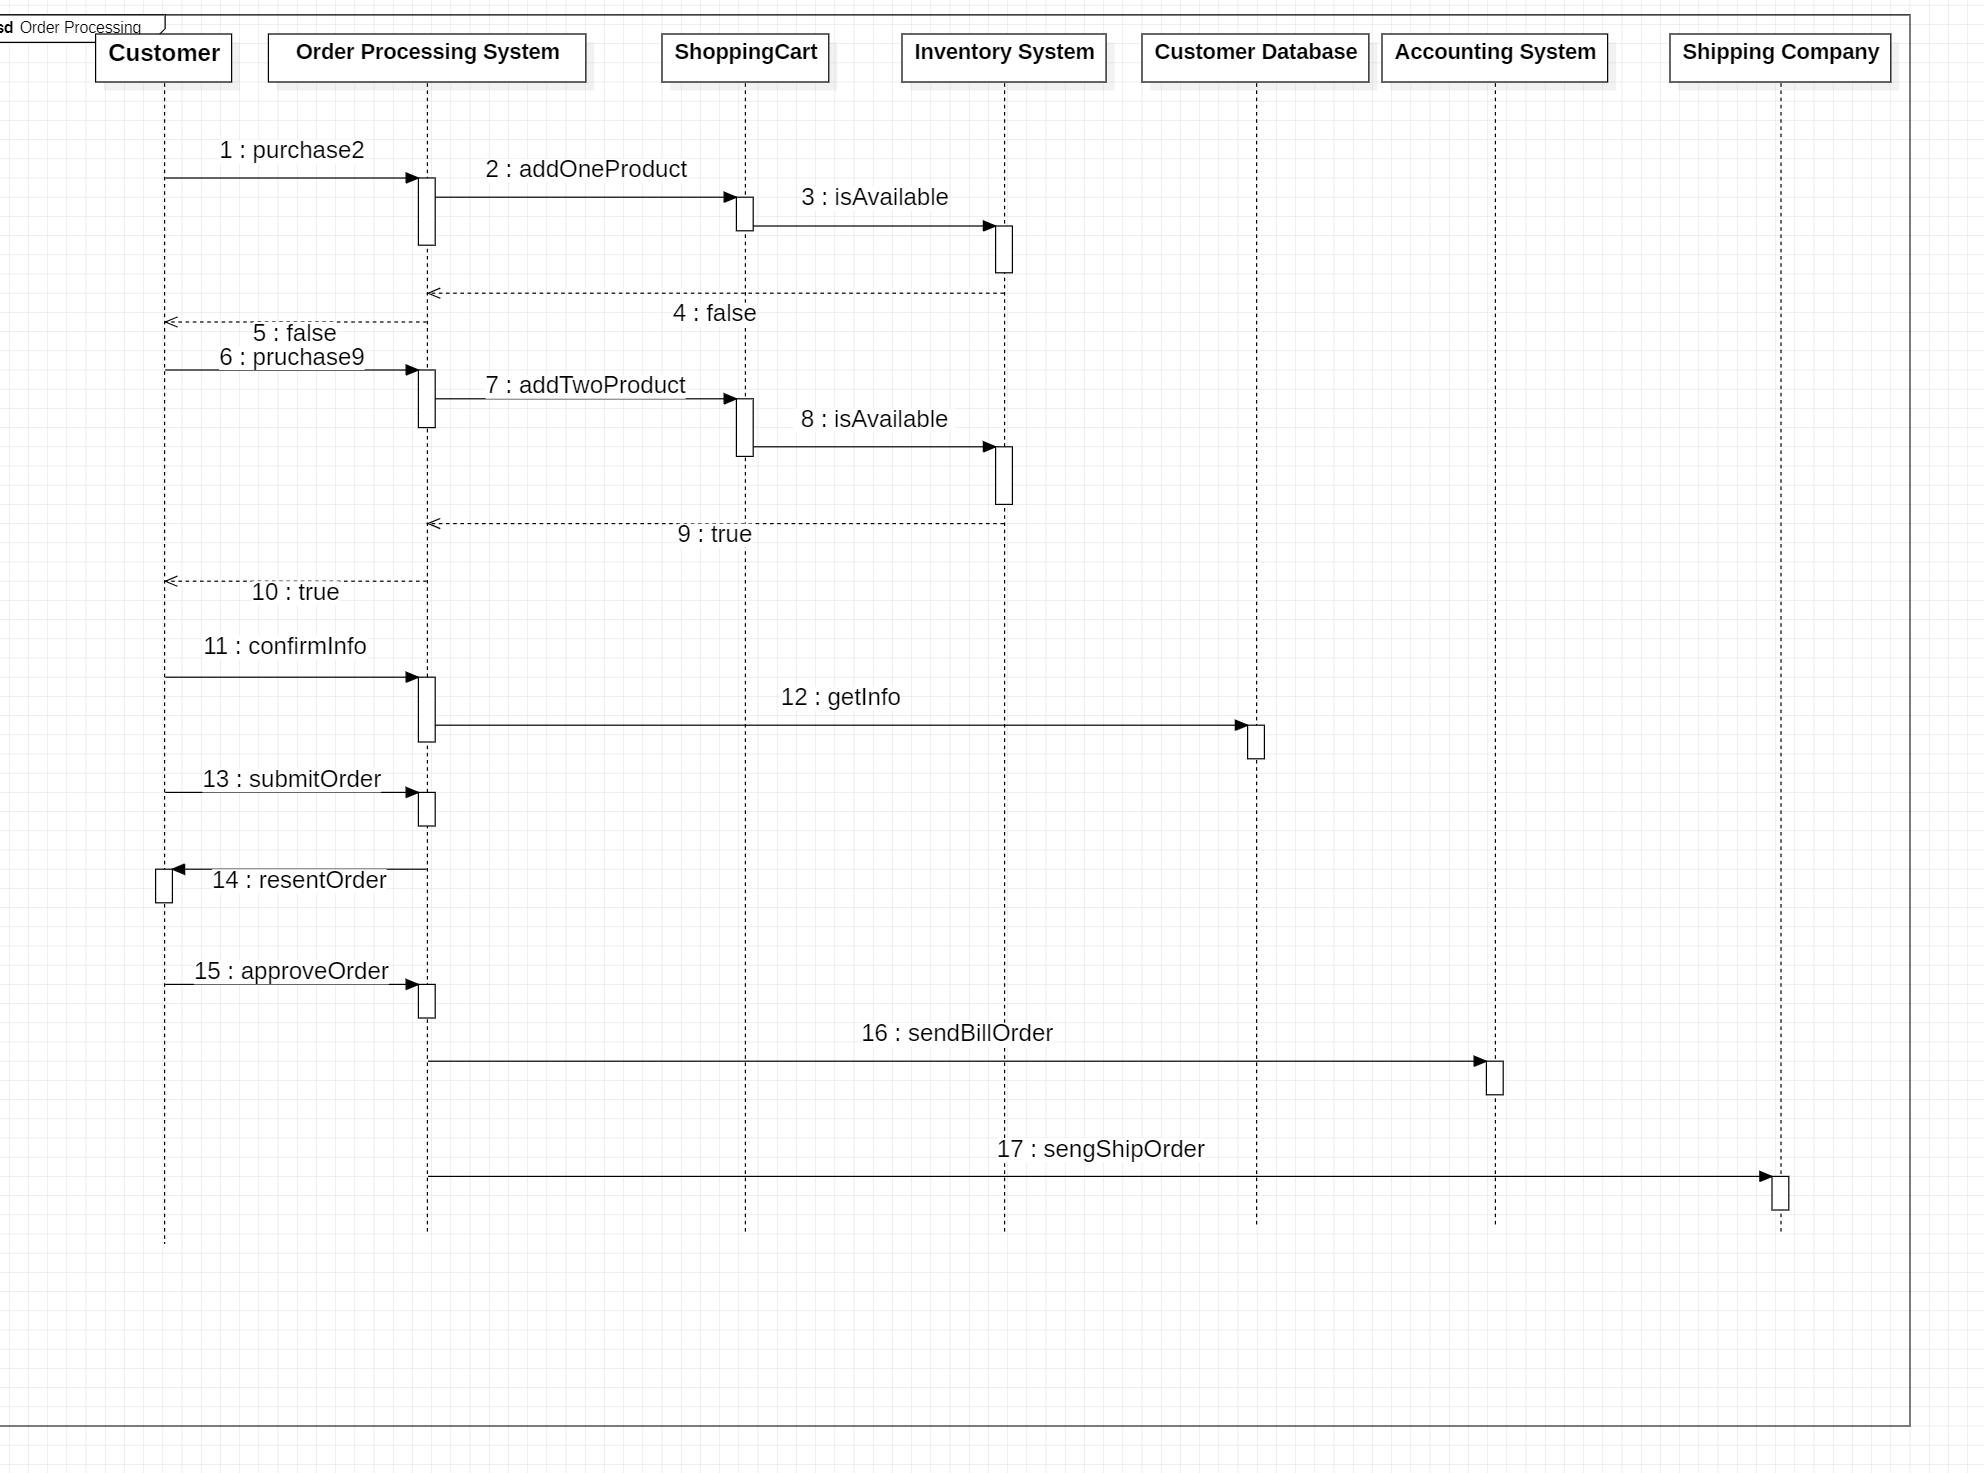 sd Order Processing
Customer
Order Processing System
ShoppingCart
Inventory System
Customer Database
Accounting System
Shipping Company
1 : purchase2
2 : addOneProduct
3 : isAvailable
4 : false
5 : false
6 : pruchase9
7 : addTwoProduct
8 : isAvailable
9 : true
10 : true
11 : confirmInfo
12 : getInfo
13 : submitOrder
14 : resentOrder
15 : approveOrder
16 : sendBillOrder
17 : sengShipOrder